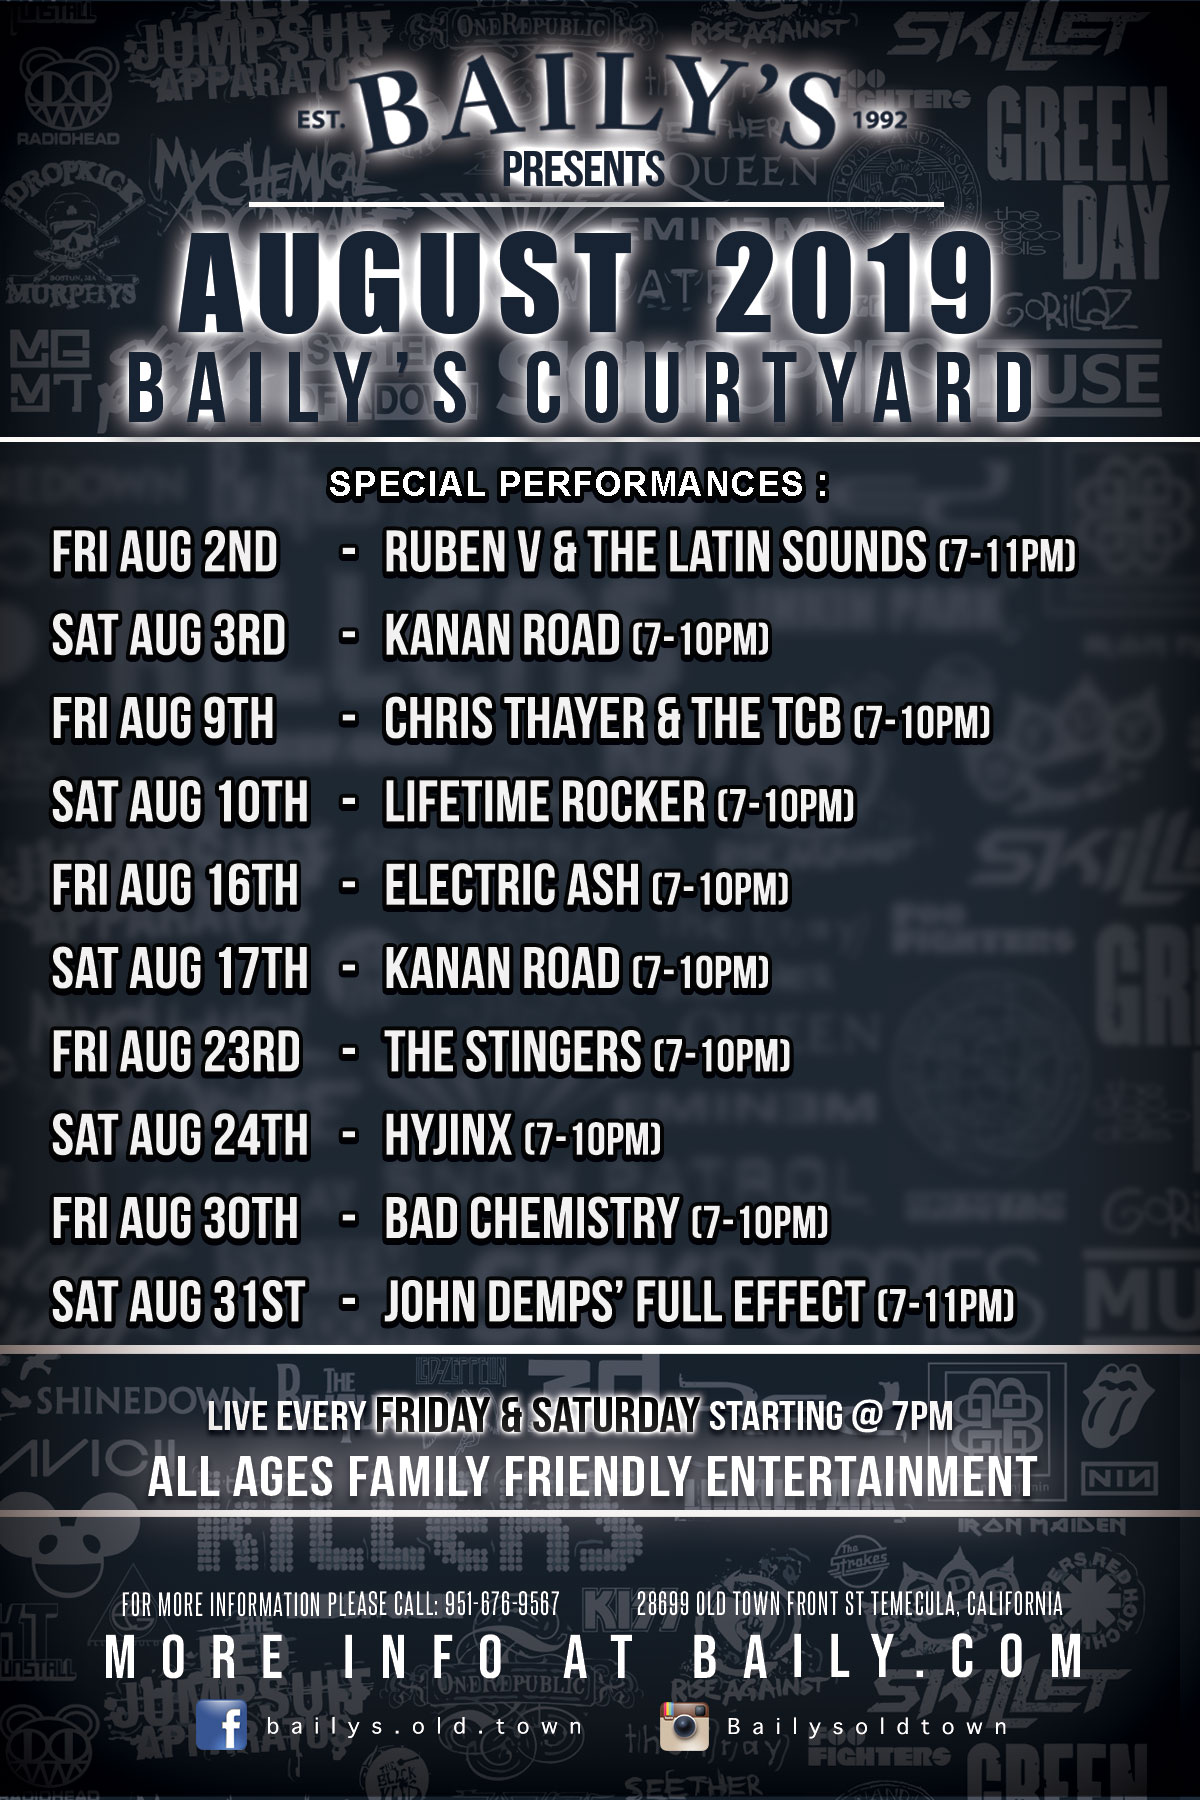 EST. BAILY'S 1992
PRESENTS
AUGUST 2019
BAILY'S COURTYARD
SPECIAL PERFORMANCES :
FRI AUG 2ND - RUBEN V & THE LATIN SOUNDS (7-11PM)
SAT AUG 3RD - KANAN ROAD (7-10PM)
FRI AUG 9TH - CHRIS THAYER & THE TCB (7-10PM)
SAT AUG 10TH - LIFETIME ROCKER (7-10PM)
FRI AUG 16TH - ELECTRIC ASH (7-10PM)
SAT AUG 17TH - KANAN ROAD (7-10PM)
FRI AUG 23RD - THE STINGERS (7-10PM)
SAT AUG 24TH - HYJINX (7-10PM)
FRI AUG 30TH - BAD CHEMISTRY (7-10PM)
SAT AUG 31ST - JOHN DEMPS' FULL EFFECT (7-11PM)
LIVE EVERY FRIDAY & SATURDAY STARTING @ 7PM
ALL AGES FAMILY FRIENDLY ENTERTAINMENT
FOR MORE INFORMATION PLEASE CALL: 951-676-9567 28699 OLD TOWN FRONT ST TEMECULA, CALIFORNIA
MORE INFO AT BAILY.COM
f bailys.old.town Bailysoldtown